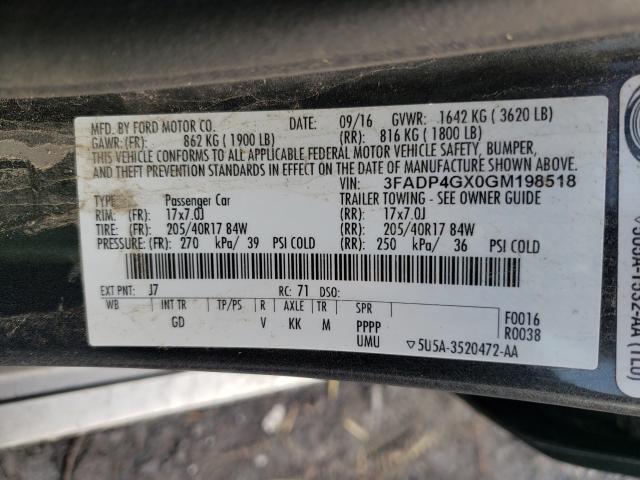 MFD. BY FORD MOTOR CO. DATE: 09/16 GVWR: 1642 KG ( 3620 LB)
GAWR: (FR): 862 KG ( 1900 LB) (RR): 816 KG ( 1800 LB)
THIS VEHICLE CONFORMS TO ALL APPLICABLE FEDERAL MOTOR VEHICLE SAFETY, BUMPER,
AND THEFT PREVENTION STANDARDS IN EFFECT ON THE DATE OF MANUFACTURE SHOWN ABOVE.
VIN: 3FADP4GX0GM198518
TYPE: Passenger Car TRAILER TOWING - SEE OWNER GUIDE
RIM: (FR): 17x7.0J (RR): 17x7.0J
TIRE: (FR): 205/40R17 84W (RR): 205/40R17 84W
PRESSURE: (FR): 270 kPa/ 39 PSI COLD (RR): 250 kPa/ 36 PSI COLD
EXT PNT: J7 RC: 71 DSO:
WB INT TR TP/PS R AXLE TR SPR F0016
GD V KK M PPPP R0038
UMU ▽5U5A-3520472-AA